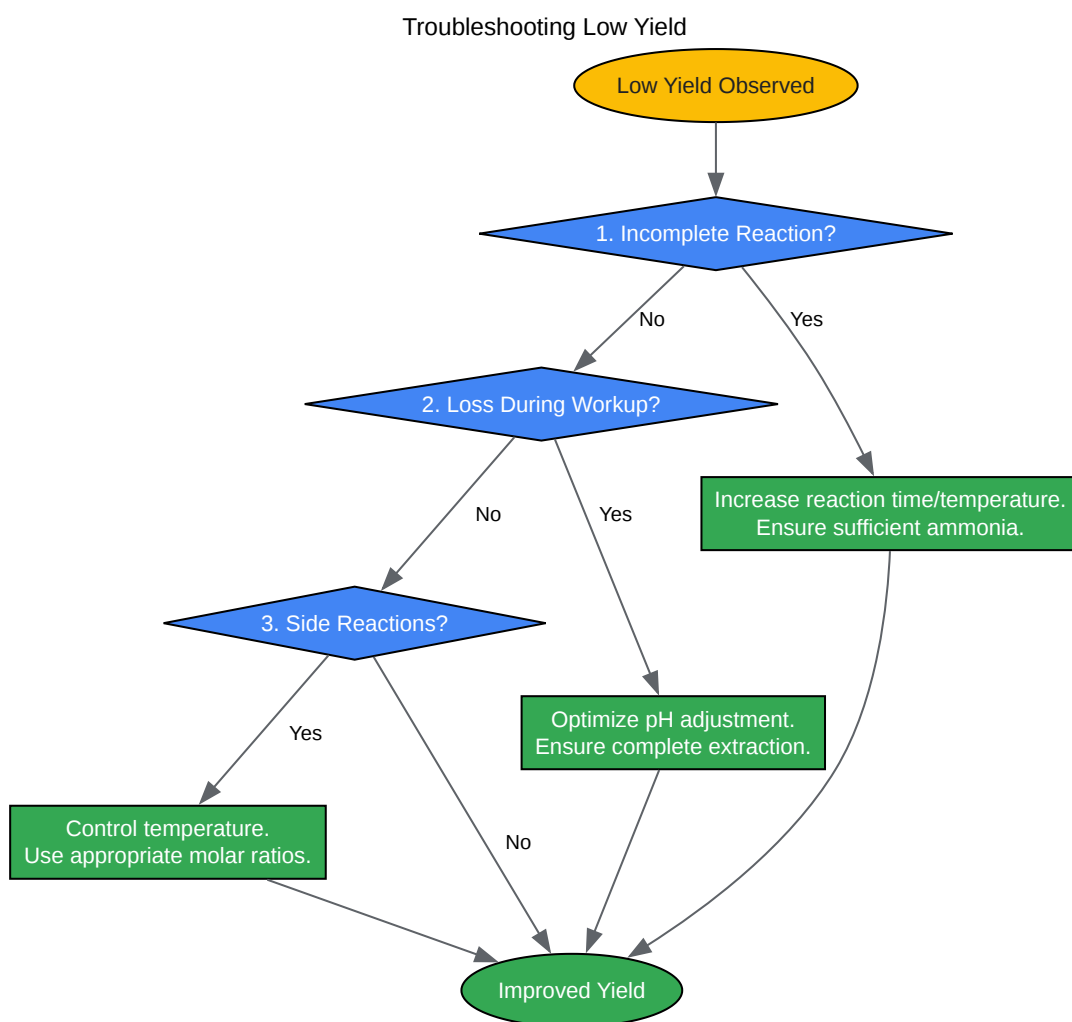 Troubleshooting Low Yield
Low Yield Observed
1. Incomplete Reaction?
No
Yes
2. Loss During Workup?
Increase reaction time/temperature.
Ensure sufficient ammonia.
No
Yes
3. Side Reactions?
Optimize pH adjustment.
Ensure complete extraction.
Yes
Control temperature.
Use appropriate molar ratios.
No
Improved Yield